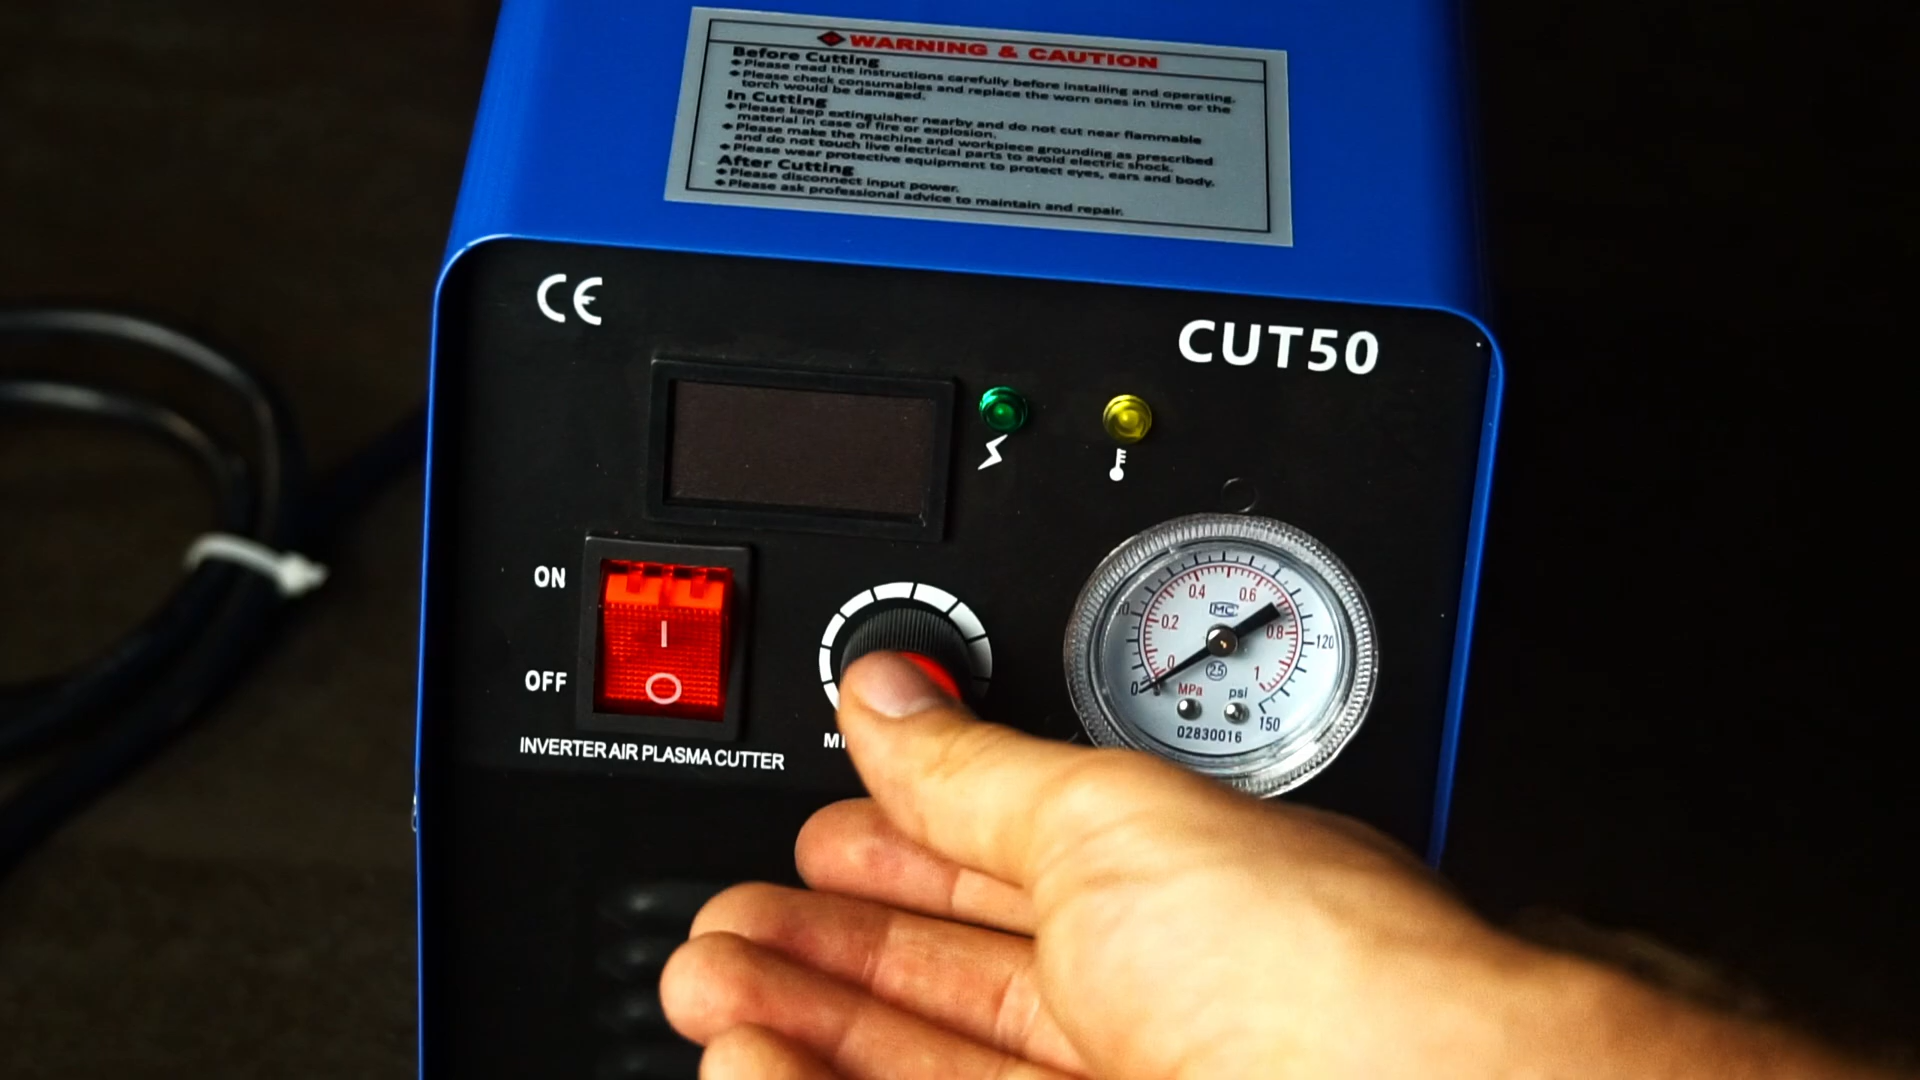 WARNING & CAUTION
Before Cutting
◆Please read the instructions carefully before installing and operating.
◆Please check consumables and replace the worn ones in time or the
torch would be damaged.
In Cutting
◆Please keep extinguisher nearby and do not cut near flammable
material in case of fire or explosion.
◆Please make the machine and workpiece grounding as prescribed
and do not touch live electrical parts to avoid electric shock.
◆Please wear protective equipment to protect eyes, ears and body.
After Cutting
◆Please disconnect input power.
◆Please ask professional advice to maintain and repair.
CE
CUT50
ON
OFF
INVERTER AIR PLASMA CUTTER
0.4
0.6
MC
0.2
0.8
120
0
0
2.5
1
MPa
psi
150
02830016